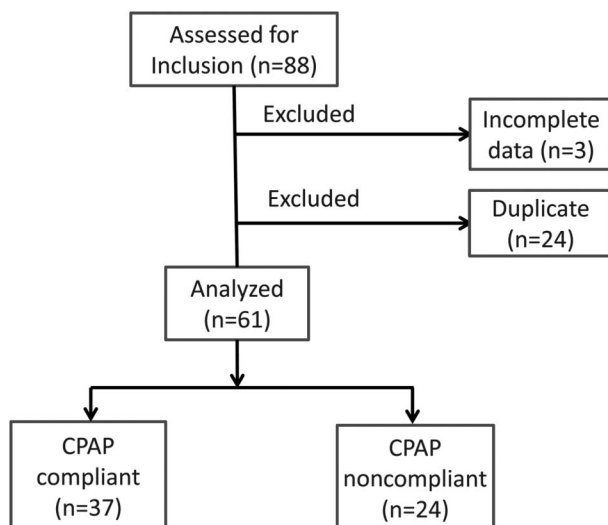 Assessed for
Inclusion (n=88)
Excluded
Incomplete
data (n=3)
Excluded
Duplicate
(n=24)
Analyzed
(n=61)
CPAP
compliant
(n=37)
CPAP
noncompliant
(n=24)